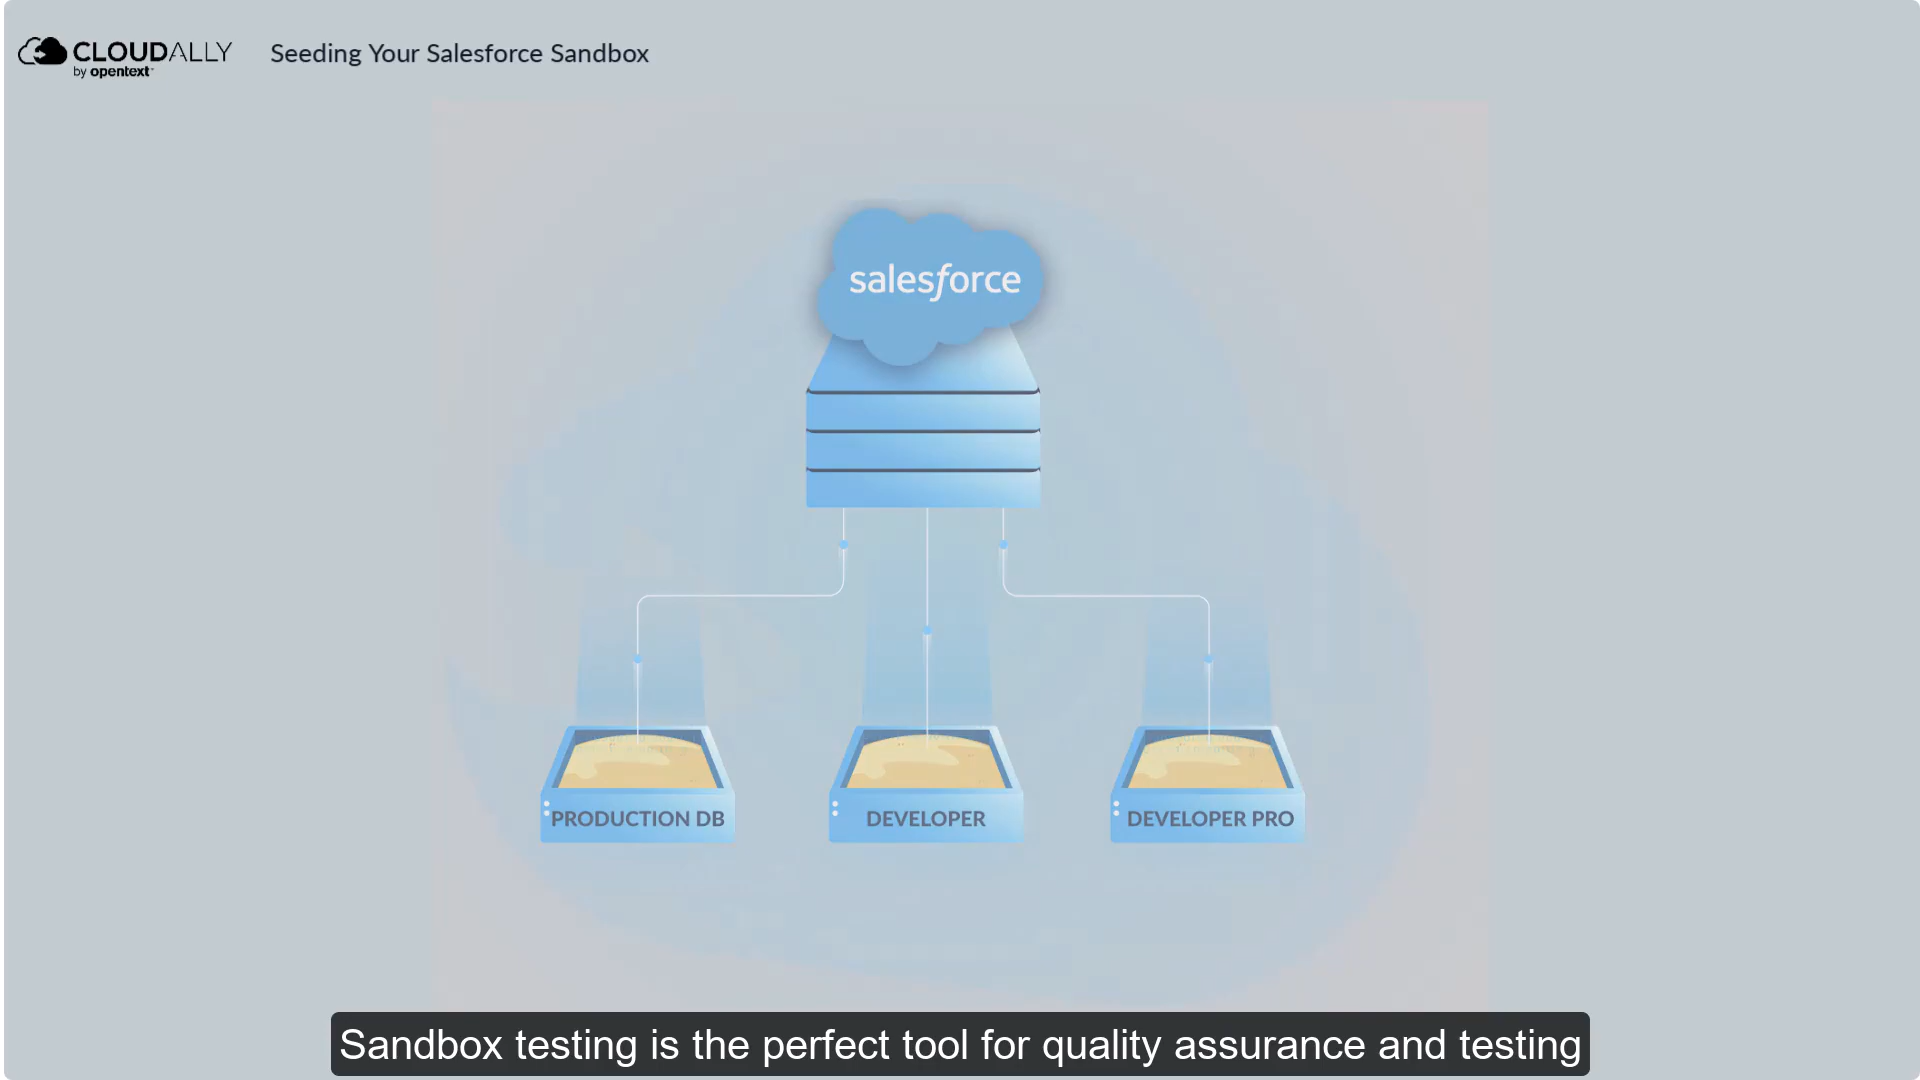 CLOUDALLY
by opentext™
Seeding Your Salesforce Sandbox
salesforce
PRODUCTION DB
DEVELOPER
DEVELOPER PRO
Sandbox testing is the perfect tool for quality assurance and testing